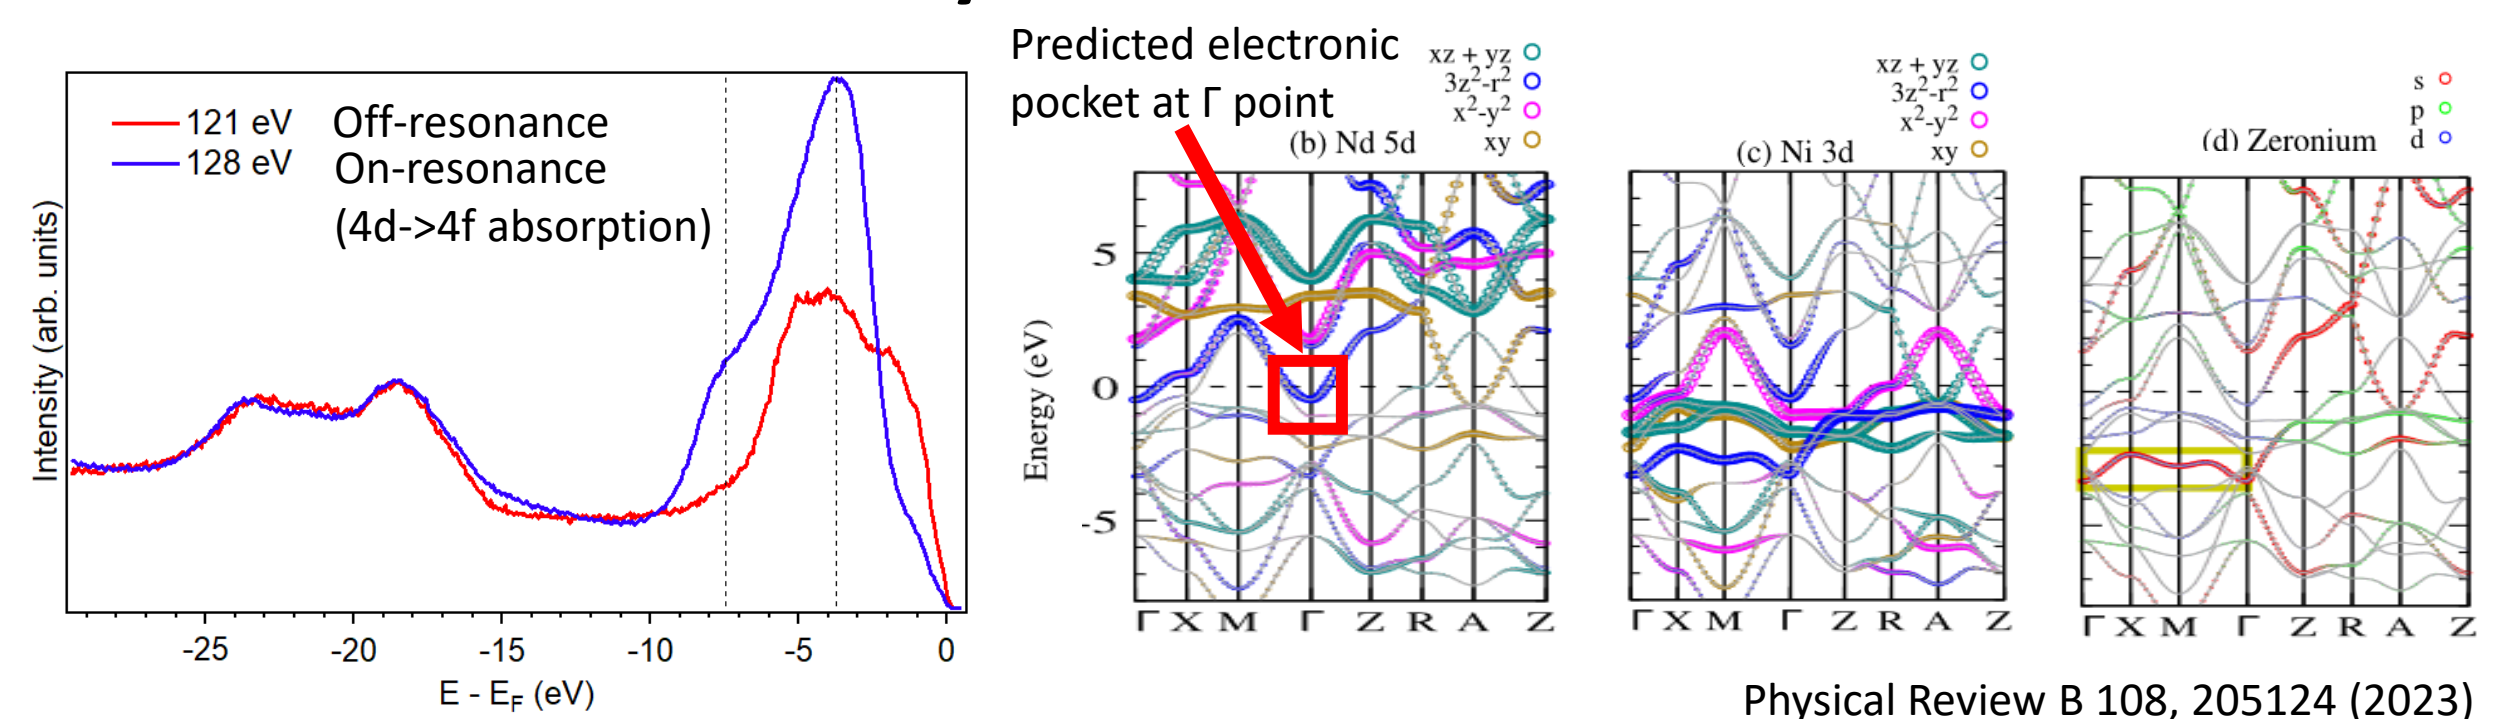 121 eV Off-resonance
128 eV On-resonance
(4d->4f absorption)
Intensity (arb. units)
-25 -20 -15 -10 -5 0
E - E_F (eV)
Predicted electronic
pocket at Γ point
xz + yz
3z²-r²
x²-y²
xy
(b) Nd 5d
Energy (eV)
5
0
-5
Γ X M Γ Z R A Z
xz + yz
3z²-r²
x²-y²
xy
(c) Ni 3d
Γ X M Γ Z R A Z
s
p
d
(d) Zeronium
Γ X M Γ Z R A Z
Physical Review B 108, 205124 (2023)